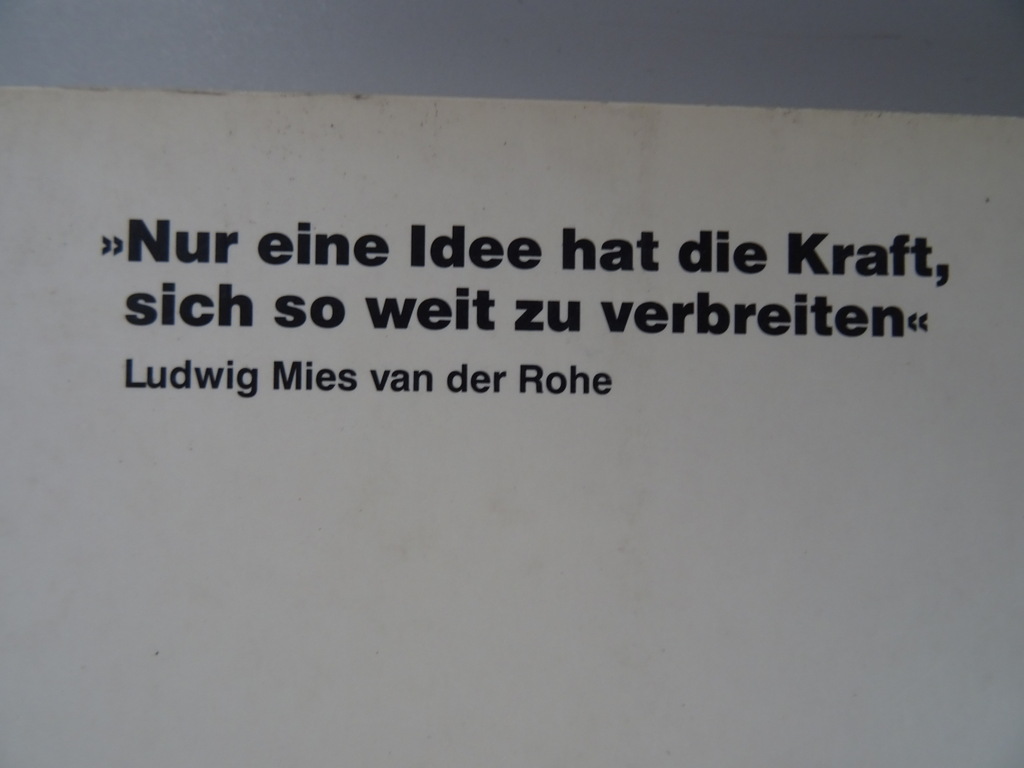 »Nur eine Idee hat die Kraft,
sich so weit zu verbreiten«
Ludwig Mies van der Rohe